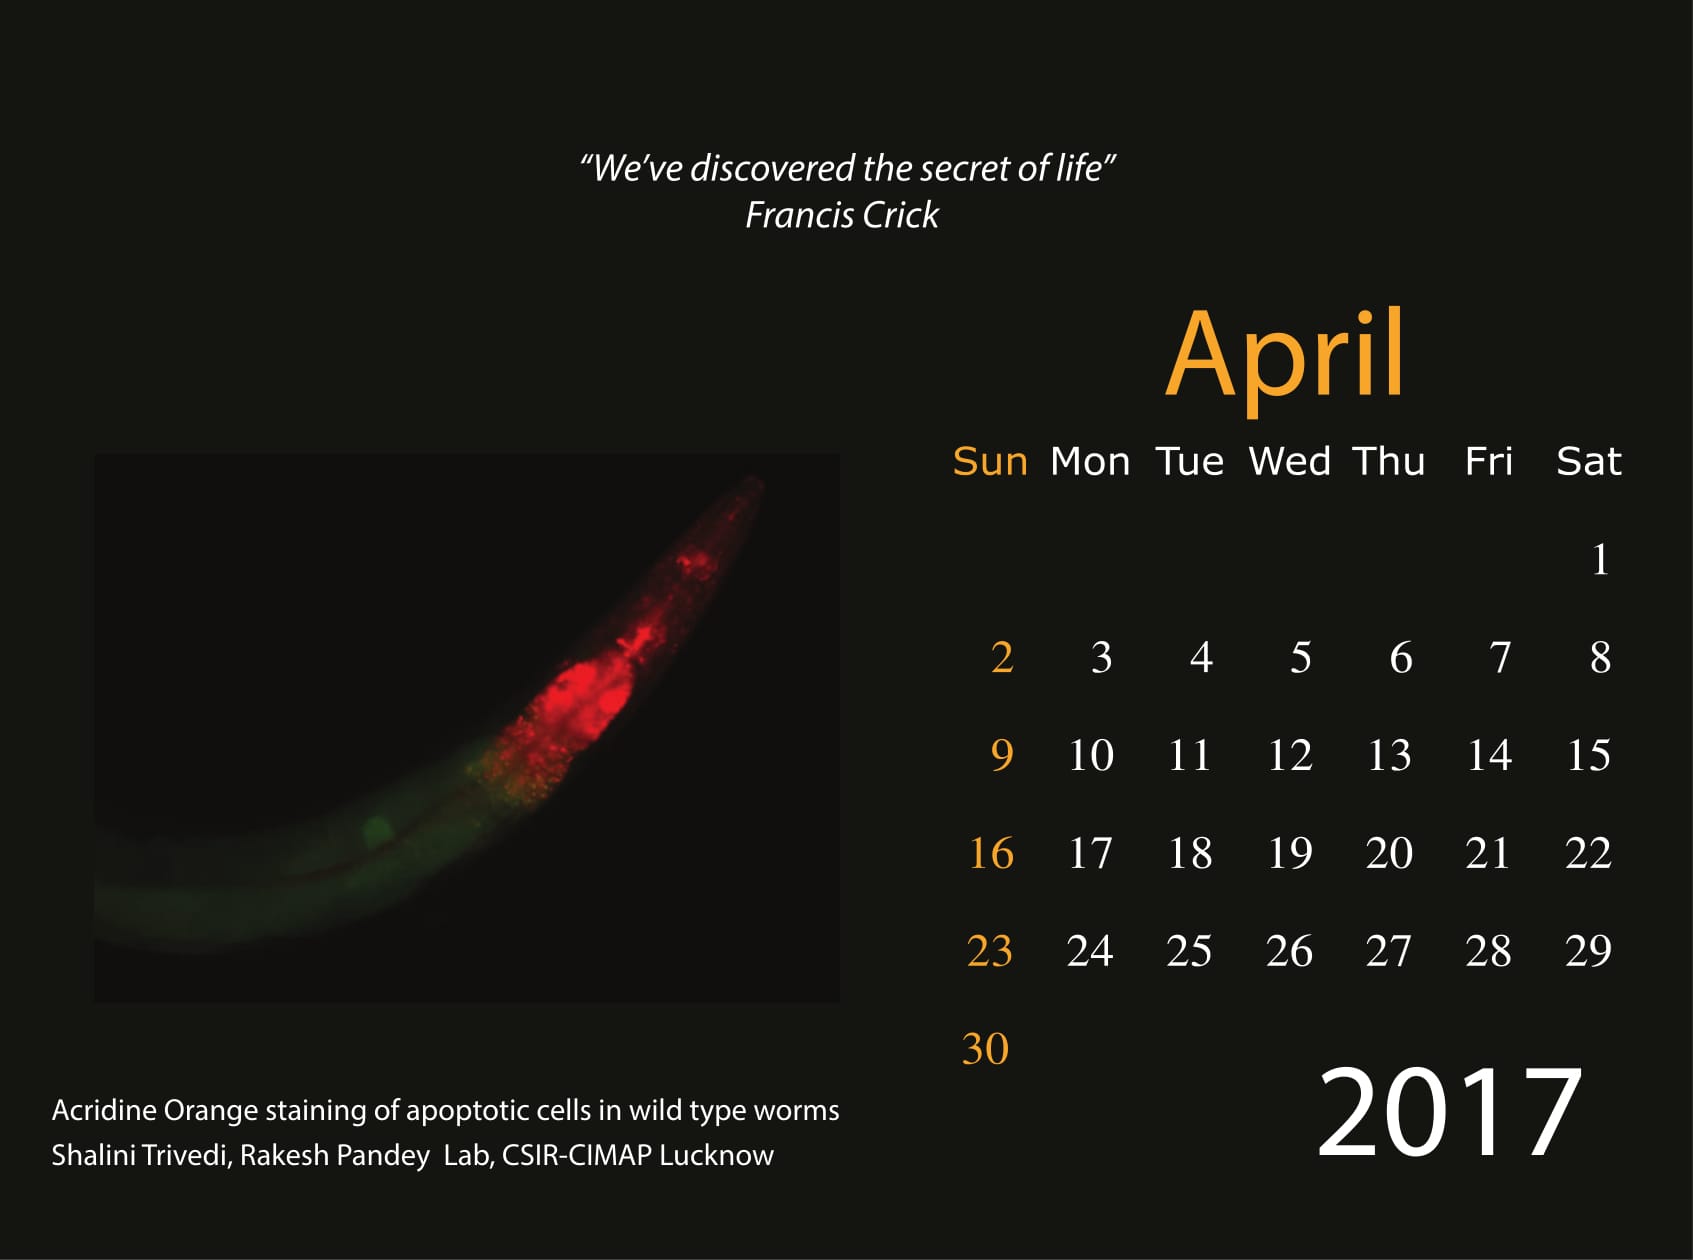 “We’ve discovered the secret of life”
Francis Crick
April
Sun Mon Tue Wed Thu Fri Sat
1
2 3 4 5 6 7 8
9 10 11 12 13 14 15
16 17 18 19 20 21 22
23 24 25 26 27 28 29
30
2017
Acridine Orange staining of apoptotic cells in wild type worms
Shalini Trivedi, Rakesh Pandey Lab, CSIR-CIMAP Lucknow